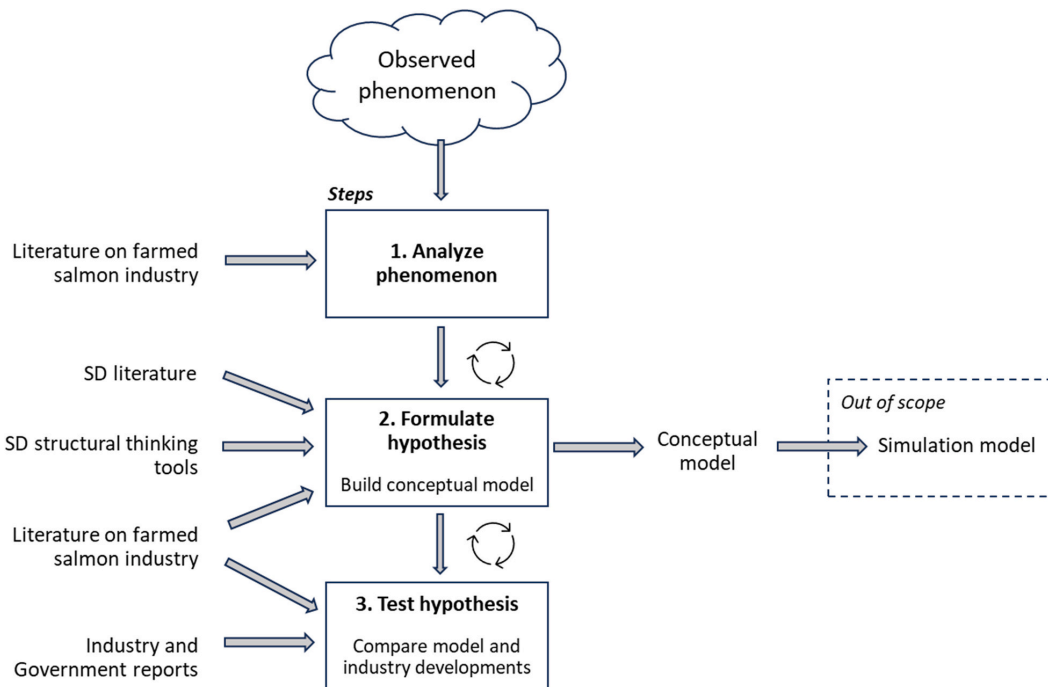 Observed
phenomenon
Steps
Literature on farmed
salmon industry
1. Analyze
phenomenon
SD literature
SD structural thinking
tools
Literature on farmed
salmon industry
2. Formulate
hypothesis
Build conceptual model
Conceptual
model
Out of scope
Simulation model
Industry and
Government reports
3. Test hypothesis
Compare model and
industry developments